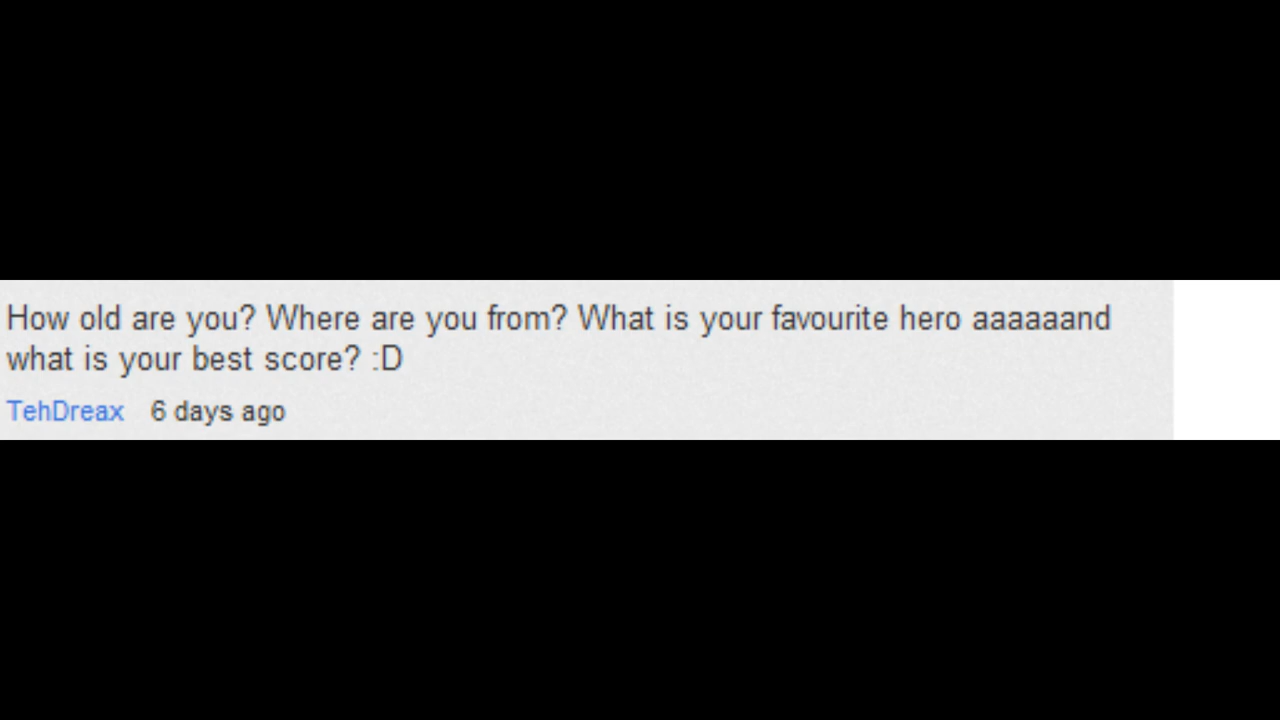 How old are you? Where are you from? What is your favourite hero aaaaaand
what is your best score? :D
TehDreax 6 days ago